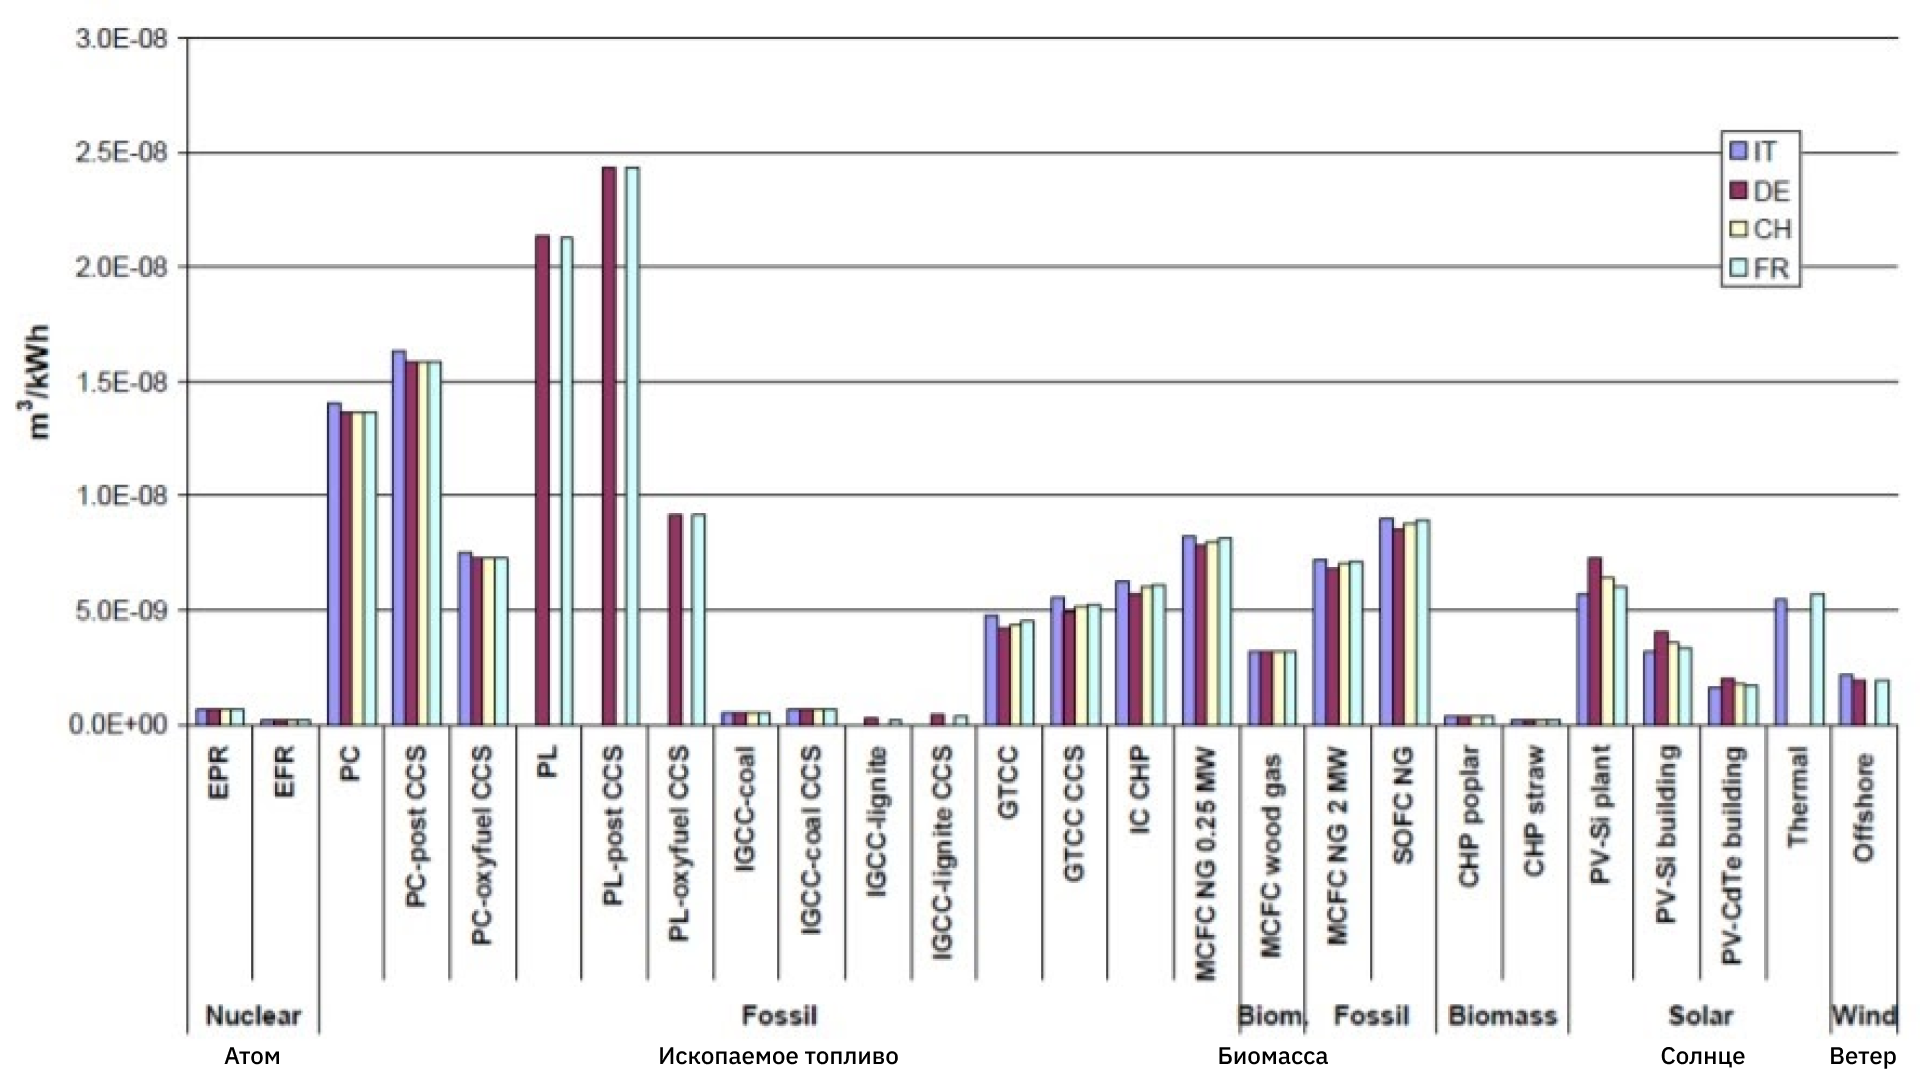 3.0E-08
2.5E-08
2.0E-08
1.5E-08
1.0E-08
5.0E-09
0.0E+00
m³/kWh
IT
DE
CH
FR
EPR
EFR
PC
PC-post CCS
PC-oxyfuel CCS
PL
PL-post CCS
PL-oxyfuel CCS
IGCC-coal
IGCC-coal CCS
IGCC-lignite
IGCC-lignite CCS
GTCC
GTCC CCS
IC CHP
MCFC NG 0.25 MW
MCFC wood gas
MCFC NG 2 MW
SOFC NG
CHP poplar
CHP straw
PV-Si plant
PV-Si building
PV-CdTe building
Thermal
Offshore
Nuclear
Fossil
Biom.
Fossil
Biomass
Solar
Wind
Атом
Ископаемое топливо
Биомасса
Солнце
Ветер